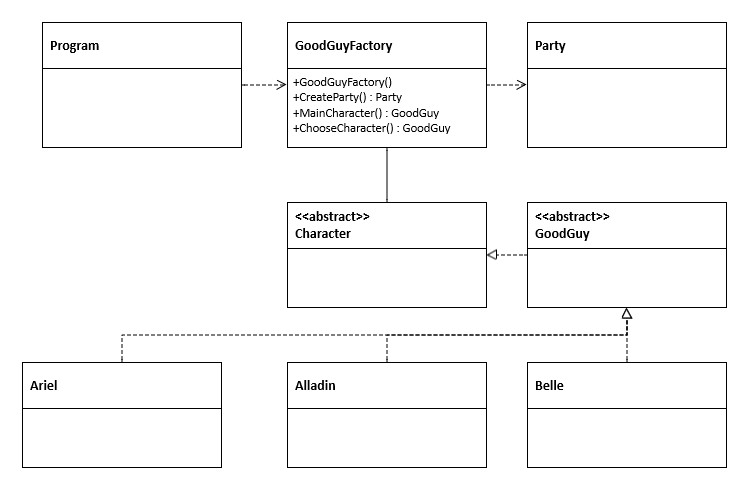 Program
GoodGuyFactory
Party
+GoodGuyFactory()
+CreateParty() : Party
+MainCharacter() : GoodGuy
+ChooseCharacter() : GoodGuy
<<abstract>>
Character
<<abstract>>
GoodGuy
Ariel
Alladin
Belle